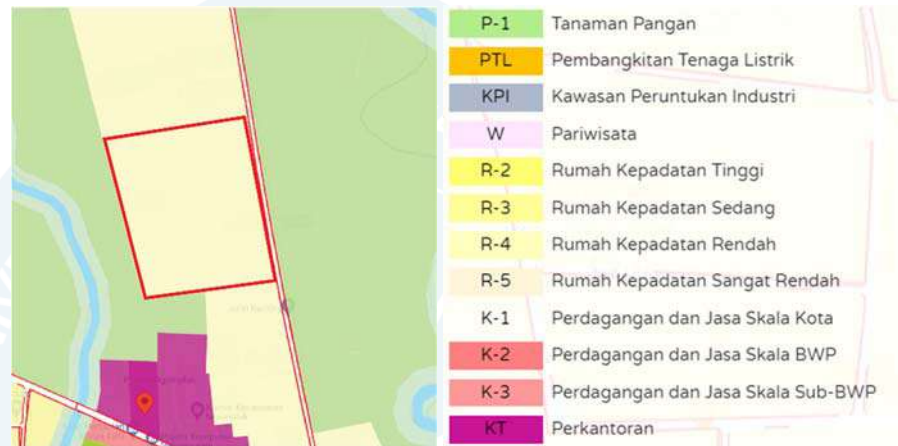 P-1 Tanaman Pangan
PTL Pembangkitan Tenaga Listrik
KPI Kawasan Peruntukan Industri
W Pariwisata
R-2 Rumah Kepadatan Tinggi
R-3 Rumah Kepadatan Sedang
R-4 Rumah Kepadatan Rendah
R-5 Rumah Kepadatan Sangat Rendah
K-1 Perdagangan dan Jasa Skala Kota
K-2 Perdagangan dan Jasa Skala BWP
K-3 Perdagangan dan Jasa Skala Sub-BWP
KT Perkantoran